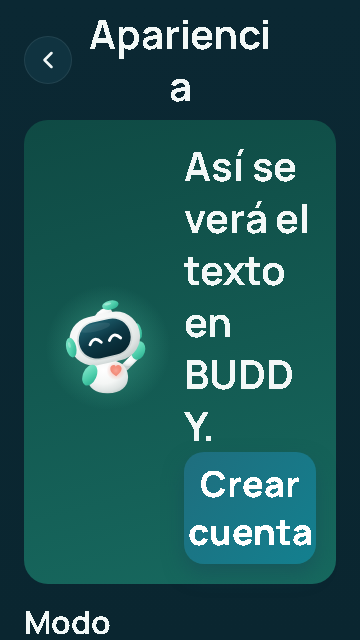 Aparienci
a
Así se
verá el
texto
en
BUDD
Y.
Crear
cuenta
Modo